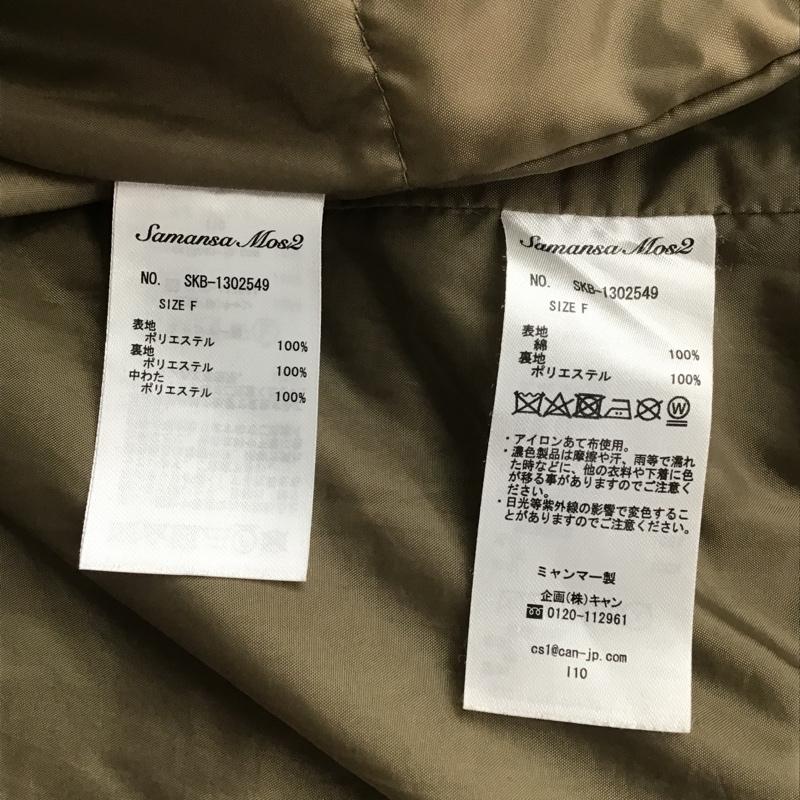 Samansa Mos2
NO. SKB-1302549
SIZE F
表地
ポリエステル 100%
裏地
ポリエステル 100%
中わた
ポリエステル 100%
Samansa Mos2
NO. SKB-1302549
SIZE F
表地
綿 100%
裏地
ポリエステル 100%
W
・アイロンあて布使用。
・濃色製品は摩擦や汗、雨等で濡れ
た時などに、他の衣料や下着に色
が移る事がありますのでご注意く
ださい。
・日光等紫外線の影響で変色するこ
とがありますのでご注意ください。
ミャンマー製
企画(株)キャン
0120-112961
cs1@can-jp.com
I10